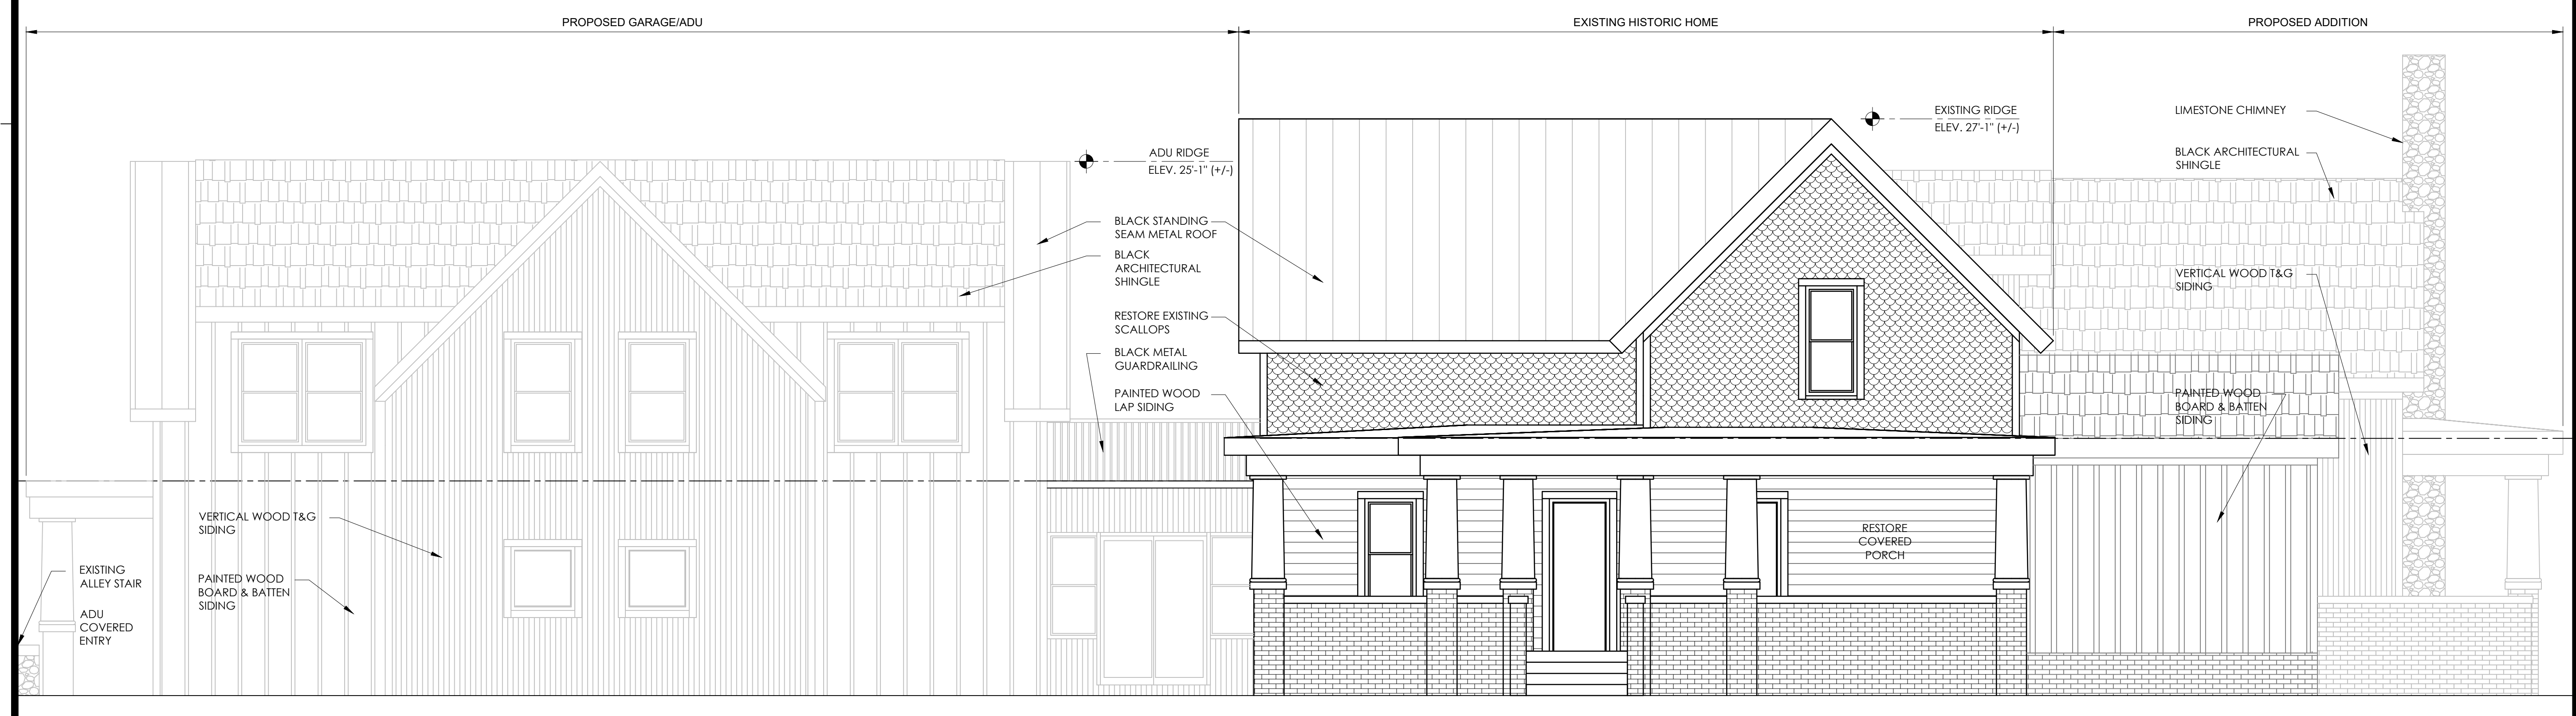 PROPOSED GARAGE/ADU
EXISTING HISTORIC HOME
PROPOSED ADDITION
ADU RIDGE
ELEV. 25'-1" (+/-)
EXISTING RIDGE
ELEV. 27'-1" (+/-)
LIMESTONE CHIMNEY
BLACK ARCHITECTURAL
SHINGLE
BLACK STANDING
SEAM METAL ROOF
BLACK
ARCHITECTURAL
SHINGLE
RESTORE EXISTING
SCALLOPS
BLACK METAL
GUARDRAILING
PAINTED WOOD
LAP SIDING
VERTICAL WOOD T&G
SIDING
PAINTED WOOD
BOARD & BATTEN
SIDING
VERTICAL WOOD T&G
SIDING
PAINTED WOOD
BOARD & BATTEN
SIDING
EXISTING
ALLEY STAIR
ADU
COVERED
ENTRY
RESTORE
COVERED
PORCH